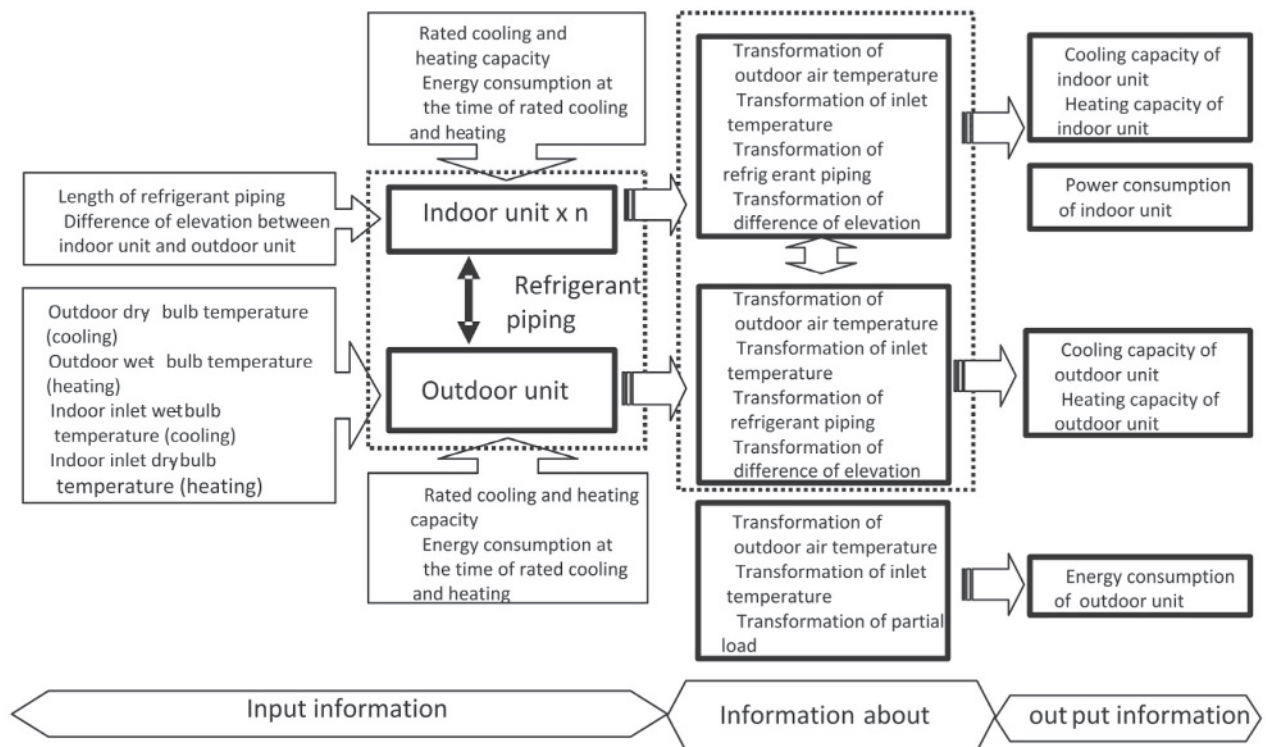 Rated cooling and
heating capacity
Energy consumption at
the time of rated cooling
and heating
Length of refrigerant piping
Difference of elevation between
indoor unit and outdoor unit
Outdoor dry bulb temperature
(cooling)
Outdoor wet bulb temperature
(heating)
Indoor inlet wetbulb
temperature (cooling)
Indoor inlet drybulb
temperature (heating)
Indoor unit x n
Refrigerant
piping
Outdoor unit
Rated cooling and heating
capacity
Energy consumption at
the time of rated cooling
and heating
Transformation of
outdoor air temperature
Transformation of inlet
temperature
Transformation of
refrig erant piping
Transformation of
difference of elevation
Transformation of
outdoor air temperature
Transformation of inlet
temperature
Transformation of
refrigerant piping
Transformation of
difference of elevation
Transformation of
outdoor air temperature
Transformation of inlet
temperature
Transformation of partial
load
Cooling capacity of
indoor unit
Heating capacity of
indoor unit
Power consumption
of indoor unit
Cooling capacity of
outdoor unit
Heating capacity of
outdoor unit
Energy consumption
of outdoor unit
Input information
Information about
out put information